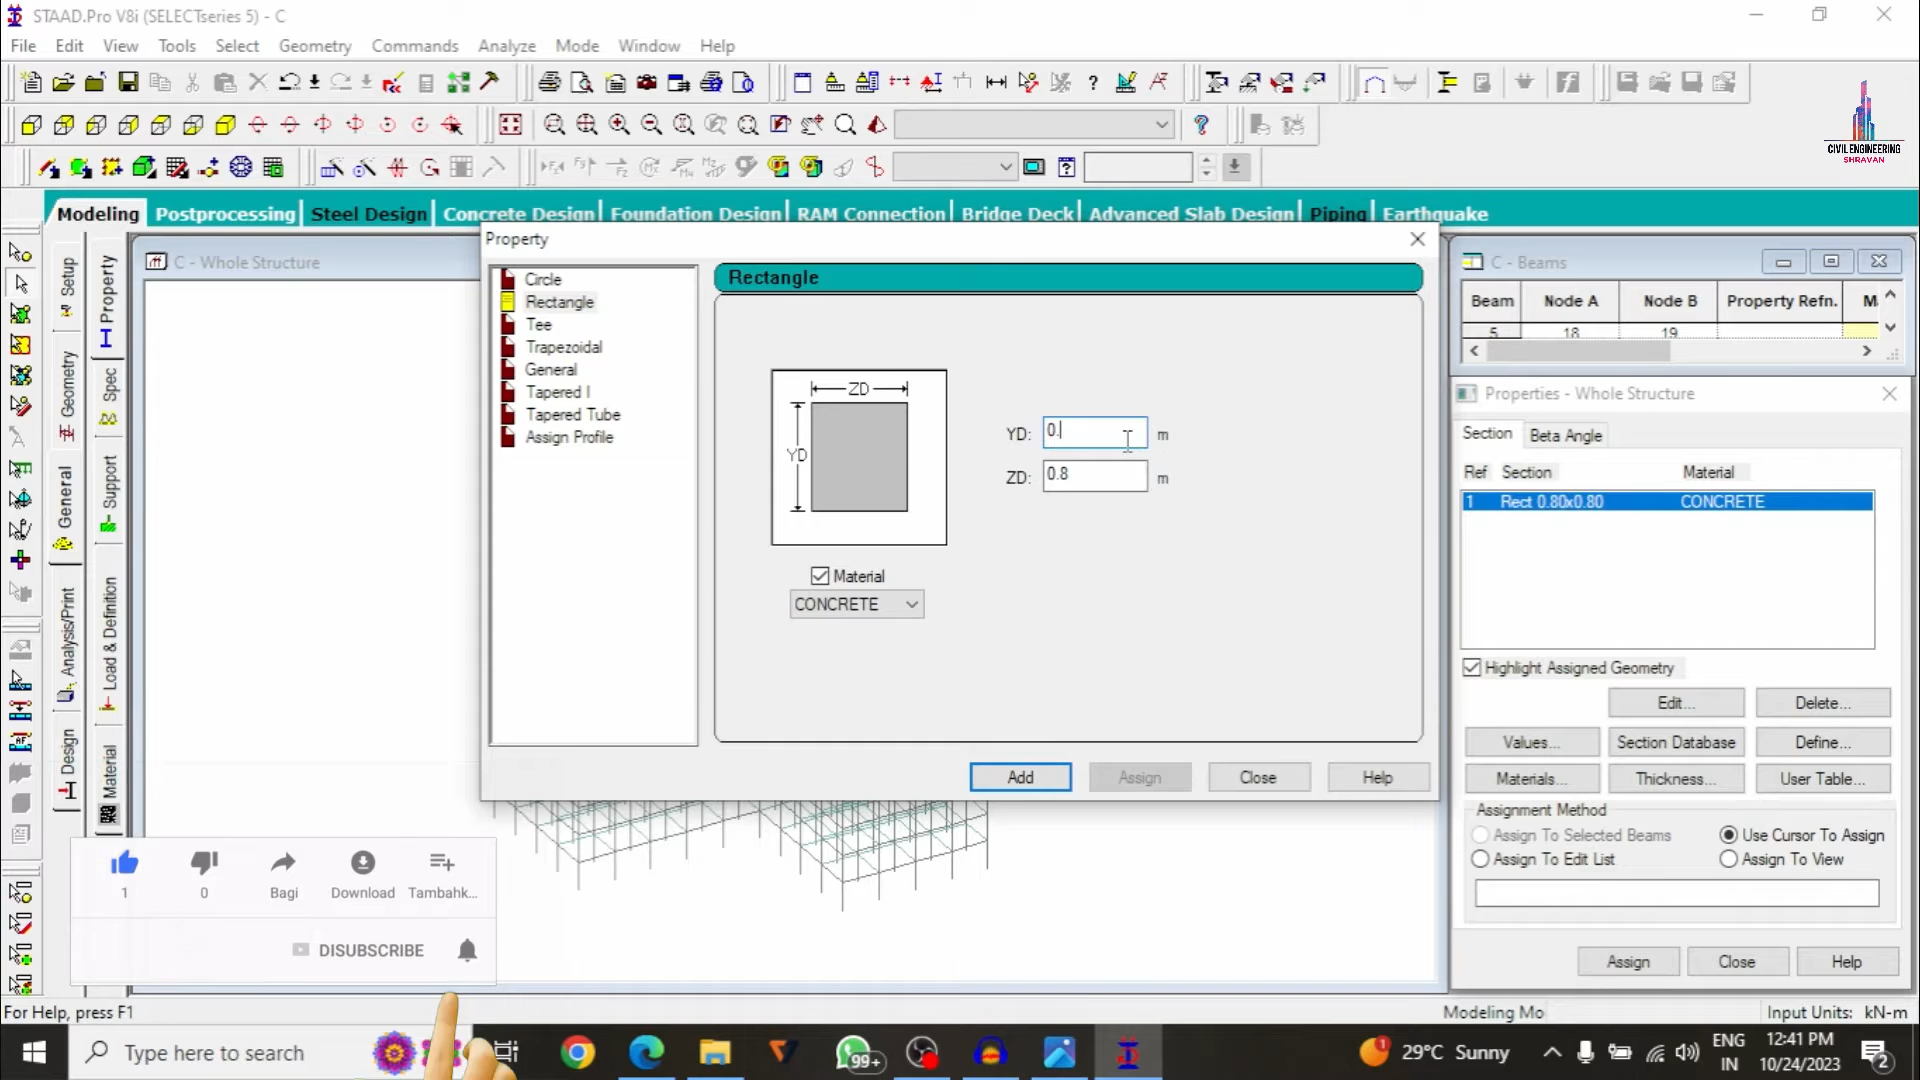 STAAD.Pro V8i (SELECTseries 5) - C
File Edit View Tools Select Geometry Commands Analyze Mode Window Help
CIVIL ENGINEERING
SHRAVAN
Modeling Postprocessing Steel Design Concrete Design Foundation Design RAM Connection Bridge Deck Advanced Slab Design Piping Earthquake
Setup
Geometry
General
Analysis/Print
Design
Property
Spec
Support
Load & Definition
Material
C - Whole Structure
Property
Circle
Rectangle
Tee
Trapezoidal
General
Tapered I
Tapered Tube
Assign Profile
Rectangle
ZD
YD
YD: 0. m
ZD: 0.8 m
Material
CONCRETE
Add Assign Close Help
C - Beams
Beam Node A Node B Property Refn. M
5 18 19
Properties - Whole Structure
Section Beta Angle
Ref Section Material
1 Rect 0.80x0.80 CONCRETE
Highlight Assigned Geometry
Edit... Delete...
Values... Section Database Define...
Materials... Thickness... User Table...
Assignment Method
Assign To Selected Beams Use Cursor To Assign
Assign To Edit List Assign To View
Assign Close Help
1 0 Bagi Download Tambahk...
DISUBSCRIBE
For Help, press F1
Modeling Mo
Input Units: kN-m
Type here to search
99+
1
29°C Sunny
ENG
IN
12:41 PM
10/24/2023
2